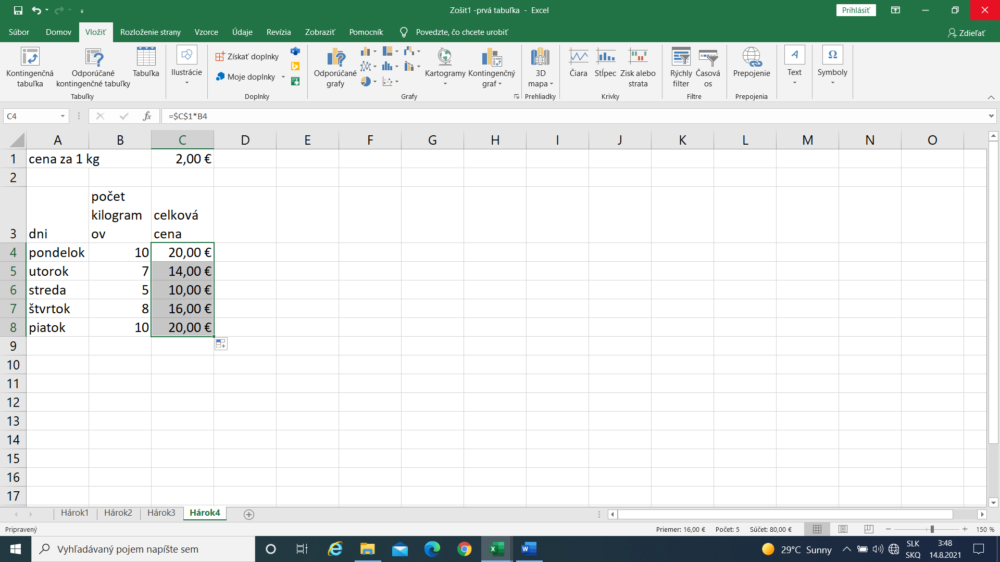 Zošit1 -prvá tabuľka - Excel
Prihlásiť
Súbor Domov Vložiť Rozloženie strany Vzorce Údaje Revízia Zobraziť Pomocník Povedzte, čo chcete urobiť Zdieľať
Kontingenčná tabuľka
Odporúčané kontingenčné tabuľky
Tabuľka
Tabuľky
Ilustrácie
Získať doplnky
Moje doplnky
Doplnky
Odporúčané grafy
Kartogramy
Kontingenčný graf
Grafy
3D mapa
Prehliadky
Čiara
Stĺpec
Zisk alebo strata
Krivky
Rýchly filter
Časová os
Filtre
Prepojenie
Prepojenia
Text
Symboly
C4 fx =$C$1*B4
A B C D E F G H I J K L M N O
1 cena za 1 kg 2,00 €
2
3 dni počet kilogramov celková cena
4 pondelok 10 20,00 €
5 utorok 7 14,00 €
6 streda 5 10,00 €
7 štvrtok 8 16,00 €
8 piatok 10 20,00 €
9
10
11
12
13
14
15
16
17
Hárok1 Hárok2 Hárok3 Hárok4
Pripravený Priemer: 16,00 € Počet: 5 Súčet: 80,00 € 150 %
Vyhľadávaný pojem napíšte sem
29°C Sunny
SLK
SKQ
3:48
14.8.2021